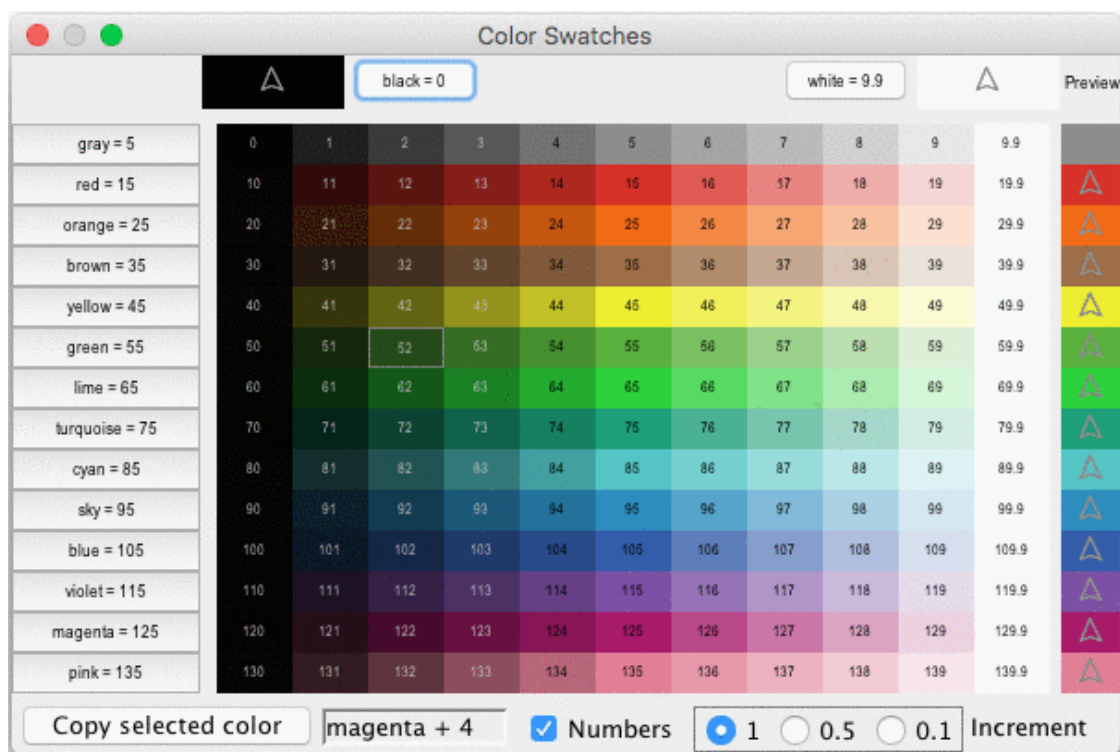 Color Swatches
black = 0 white = 9.9 Preview
gray = 5 0 1 2 3 4 5 6 7 8 9 9.9
red = 15 10 11 12 13 14 15 16 17 18 19 19.9
orange = 25 20 21 22 23 24 25 26 27 28 29 29.9
brown = 35 30 31 32 33 34 35 36 37 38 39 39.9
yellow = 45 40 41 42 43 44 45 46 47 48 49 49.9
green = 55 50 51 52 53 54 55 56 57 58 59 59.9
lime = 65 60 61 62 63 64 65 66 67 68 69 69.9
turquoise = 75 70 71 72 73 74 75 76 77 78 79 79.9
cyan = 85 80 81 82 83 84 85 86 87 88 89 89.9
sky = 95 90 91 92 93 94 95 96 97 98 99 99.9
blue = 105 100 101 102 103 104 105 106 107 108 109 109.9
violet = 115 110 111 112 113 114 115 116 117 118 119 119.9
magenta = 125 120 121 122 123 124 125 126 127 128 129 129.9
pink = 135 130 131 132 133 134 135 136 137 138 139 139.9
Copy selected color magenta + 4 Numbers 1 0.5 0.1 Increment